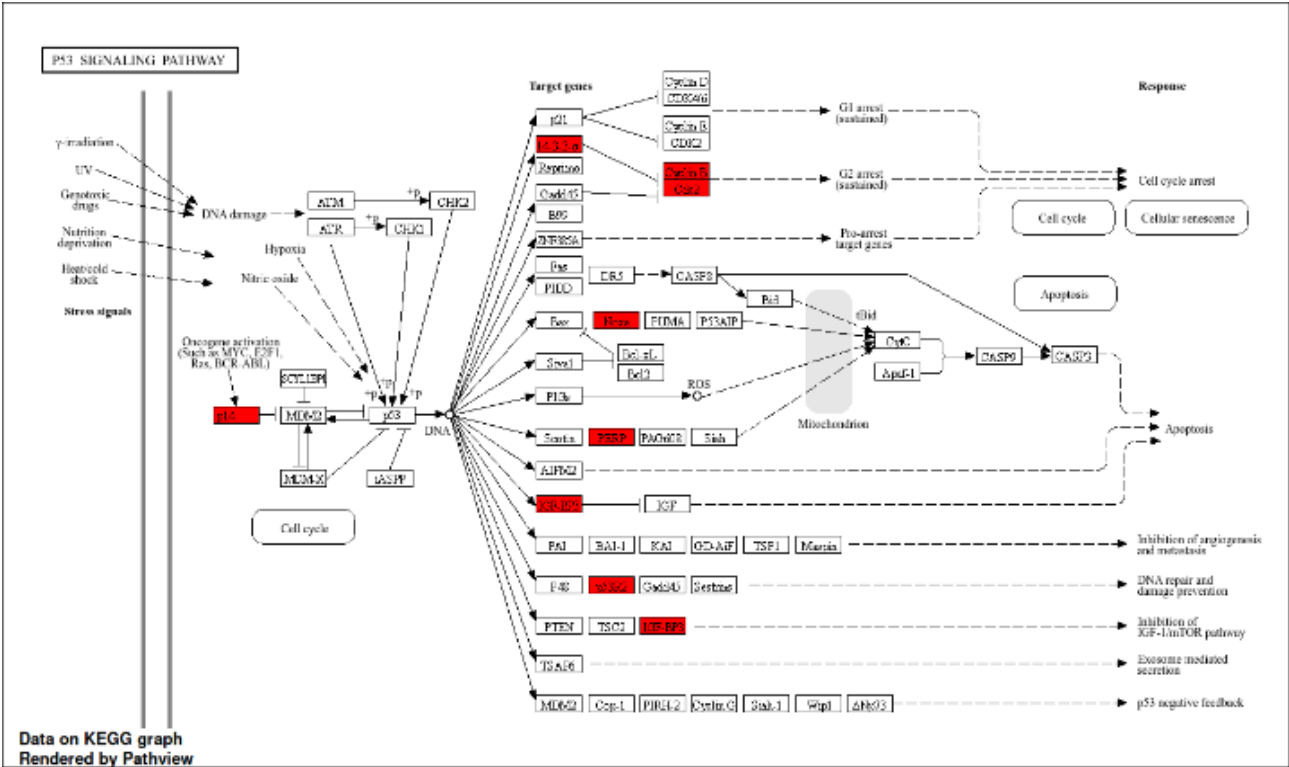 P53 SIGNALING PATHWAY
Target genes
Response
Cyclin D
CDK4/6
p21
G1 arrest
(sustained)
Cyclin E
CDK2
14-3-3-σ
Reprimo
Cyclin B
Cdc2
G2 arrest
(sustained)
Cell cycle arrest
Gadd45
B99
Cell cycle
Cellular senescence
Pro-arrest
target genes
γ-irradiation
UV
Genotoxic
drugs
DNA damage
Nutrition
deprivation
Heat/cold
shock
Stress signals
ATM
+p
CHK2
ATR
+p
CHK1
Hypoxia
Nitric oxide
Fas
PIDD
DR5
CASP8
Bid
tBid
Apoptosis
Bax
Noxa
PUMA
P53AIP
Bcl-xL
Bcl2
CytC
Apaf-1
CASP9
CASP3
P13s
ROS
Mitochondrion
Oncogene activation
(Such as MYC, E2F1,
Ras, BCR-ABL)
+p
+p
+p
p14
MDM2
p53
DNA
MDM-X
Cell cycle
Scotin
PERP
PAG608
Siah
Apoptosis
AIFM2
IGF-BP3
IGF
PAI
BAI-1
KAI
GD-AiF
TSP1
Maspin
Inhibition of angiogenesis
and metastasis
P48
Gadd45
Sestrins
DNA repair and
damage prevention
PTEN
TSC2
IGF-BP3
Inhibition of
IGF-1/mTOR pathway
TSAP6
Exosome mediated
secretion
MDM2
Cop-1
PIRH-2
Cyclin G
Siah-1
Wip1
ΔNp73
p53 negative feedback
Data on KEGG graph
Rendered by Pathview